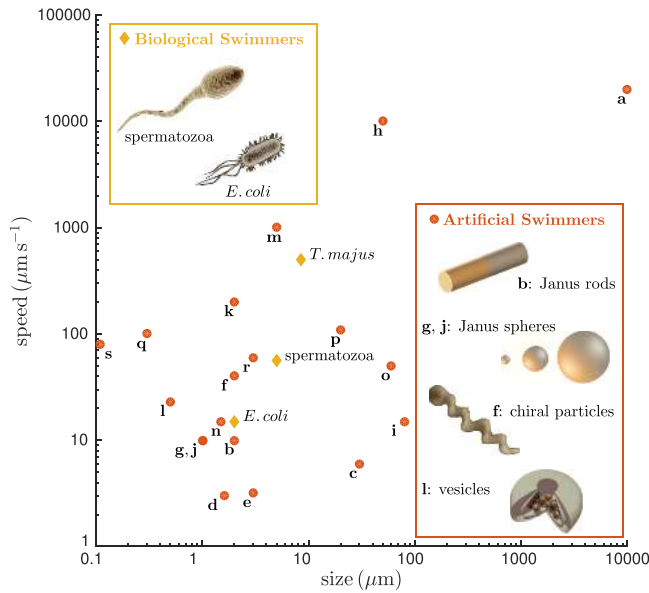 100000
10000
1000
100
10
1
speed (μm s⁻¹)
0.1
1
10
100
1000
10000
size (μm)
Biological Swimmers
spermatozoa
E. coli
a
h
m
T. majus
k
s
q
p
r
spermatozoa
f
o
l
n
E. coli
i
g, j
b
c
d
e
Artificial Swimmers
b: Janus rods
g, j: Janus spheres
f: chiral particles
l: vesicles